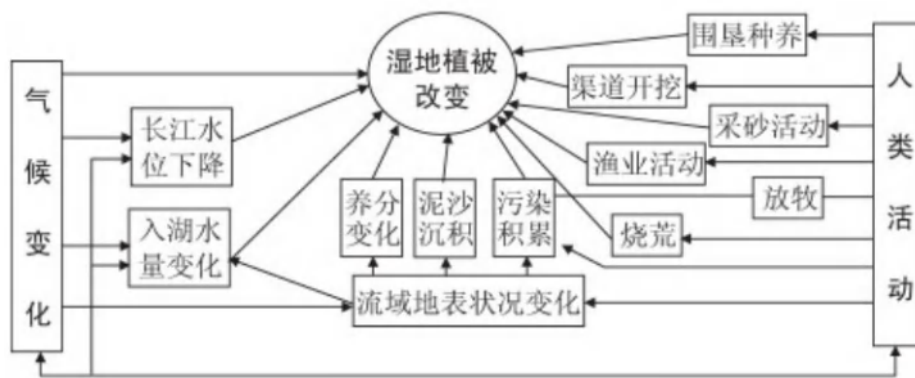 湿地植被
改变
围垦种养
渠道开挖
采砂活动
渔业活动
放牧
烧荒
气候变化
长江水
位下降
入湖水
量变化
养分
变化
泥沙
沉积
污染
积累
流域地表状况变化
人类活动